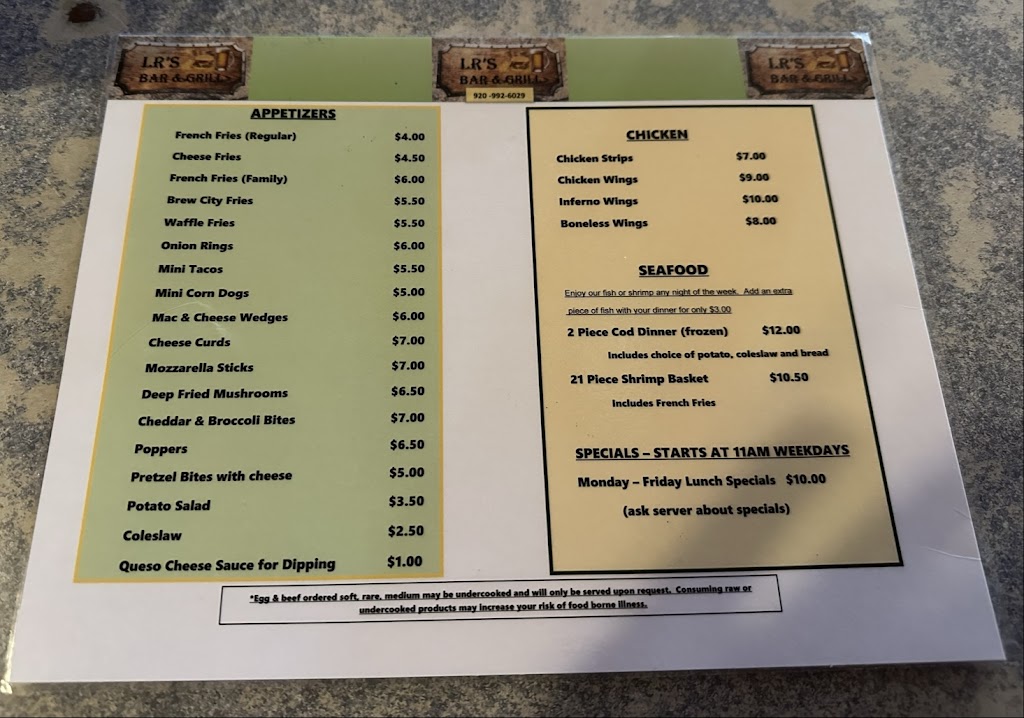 LR'S
BAR & GRILL
LR'S
BAR & GRILL
920 -992-6029
LR'S
BAR & GRILL
APPETIZERS
French Fries (Regular) $4.00
Cheese Fries $4.50
French Fries (Family) $6.00
Brew City Fries $5.50
Waffle Fries $5.50
Onion Rings $6.00
Mini Tacos $5.50
Mini Corn Dogs $5.00
Mac & Cheese Wedges $6.00
Cheese Curds $7.00
Mozzarella Sticks $7.00
Deep Fried Mushrooms $6.50
Cheddar & Broccoli Bites $7.00
Poppers $6.50
Pretzel Bites with cheese $5.00
Potato Salad $3.50
Coleslaw $2.50
Queso Cheese Sauce for Dipping $1.00
CHICKEN
Chicken Strips $7.00
Chicken Wings $9.00
Inferno Wings $10.00
Boneless Wings $8.00
SEAFOOD
Enjoy our fish or shrimp any night of the week. Add an extra
piece of fish with your dinner for only $3.00
2 Piece Cod Dinner (frozen) $12.00
Includes choice of potato, coleslaw and bread
21 Piece Shrimp Basket $10.50
Includes French Fries
SPECIALS – STARTS AT 11AM WEEKDAYS
Monday – Friday Lunch Specials $10.00
(ask server about specials)
*Egg & beef ordered soft, rare, medium may be undercooked and will only be served upon request. Consuming raw or
undercooked products may increase your risk of food borne illness.